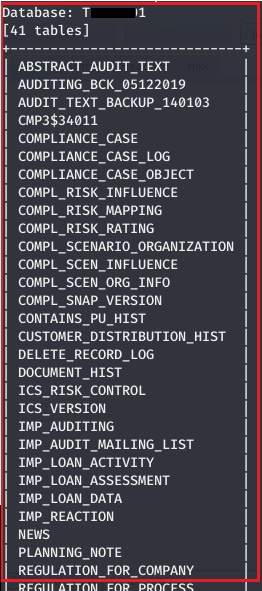 Database: T 1
[41 tables]
+---------------------------+
| ABSTRACT_AUDIT_TEXT |
| AUDITING_BCK_05122019 |
| AUDIT_TEXT_BACKUP_140103 |
| CMP3$34011 |
| COMPLIANCE_CASE |
| COMPLIANCE_CASE_LOG |
| COMPLIANCE_CASE_OBJECT |
| COMPL_RISK_INFLUENCE |
| COMPL_RISK_MAPPING |
| COMPL_RISK_RATING |
| COMPL_SCENARIO_ORGANIZATION |
| COMPL_SCEN_INFLUENCE |
| COMPL_SCEN_ORG_INFO |
| COMPL_SNAP_VERSION |
| CONTAINS_PU_HIST |
| CUSTOMER_DISTRIBUTION_HIST |
| DELETE_RECORD_LOG |
| DOCUMENT_HIST |
| ICS_RISK_CONTROL |
| ICS_VERSION |
| IMP_AUDITING |
| IMP_AUDIT_MAILING_LIST |
| IMP_LOAN_ACTIVITY |
| IMP_LOAN_ASSESSMENT |
| IMP_LOAN_DATA |
| IMP_REACTION |
| NEWS |
| PLANNING_NOTE |
| REGULATION_FOR_COMPANY |
| REGULATION_FOR_PROCESS |